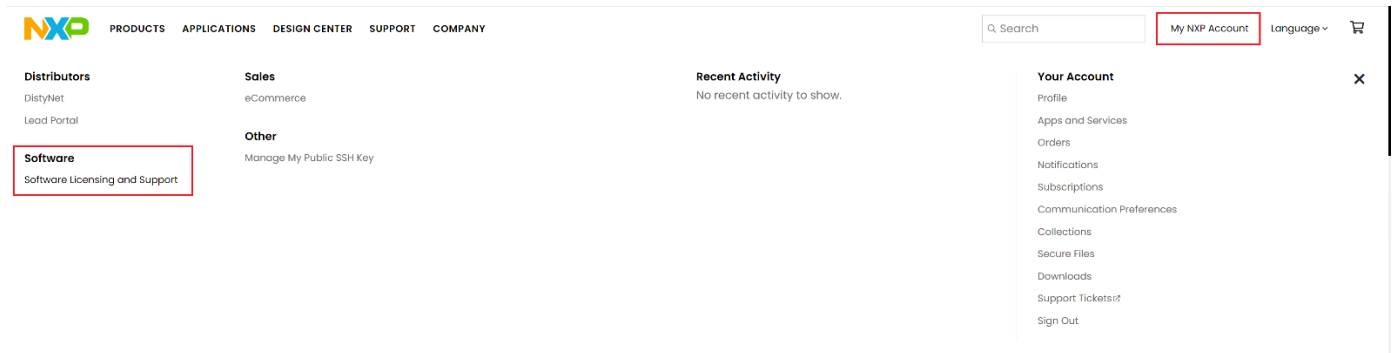 NXP PRODUCTS APPLICATIONS DESIGN CENTER SUPPORT COMPANY Search My NXP Account Language
Distributors
DistyNet
Lead Portal
Software
Software Licensing and Support
Sales
eCommerce
Other
Manage My Public SSH Key
Recent Activity
No recent activity to show.
Your Account
Profile
Apps and Services
Orders
Notifications
Subscriptions
Communication Preferences
Collections
Secure Files
Downloads
Support Tickets
Sign Out